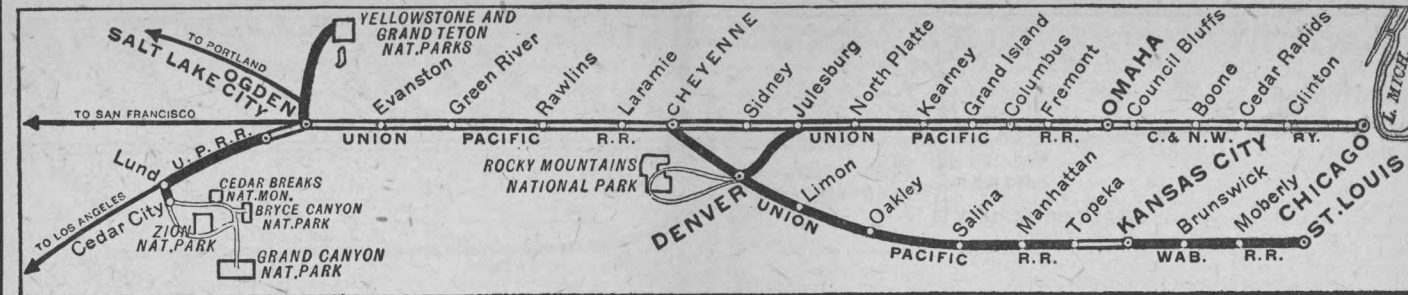 YELLOWSTONE AND
GRAND TETON
NAT. PARKS
TO PORTLAND
OGDEN
SALT LAKE CITY
TO SAN FRANCISCO
Evanston
Green River
Rawlins
Laramie
CHEYENNE
Sidney
Julesburg
North Platte
Kearney
Grand Island
Columbus
Fremont
OMAHA
Council Bluffs
Boone
Cedar Rapids
Clinton
L. MICH.
UNION PACIFIC R.R. UNION PACIFIC R.R. C. & N.W. RY.
CHICAGO
U.P.R.R.
Lund
TO LOS ANGELES
Cedar City
CEDAR BREAKS
NAT. MON.
BRYCE CANYON
NAT. PARK
ZION
NAT. PARK
GRAND CANYON
NAT. PARK
ROCKY MOUNTAINS
NATIONAL PARK
DENVER
Limon
Oakley
Salina
Manhattan
Topeka
KANSAS CITY
Brunswick
Moberly
ST. LOUIS
UNION PACIFIC R.R. WAB. R.R.